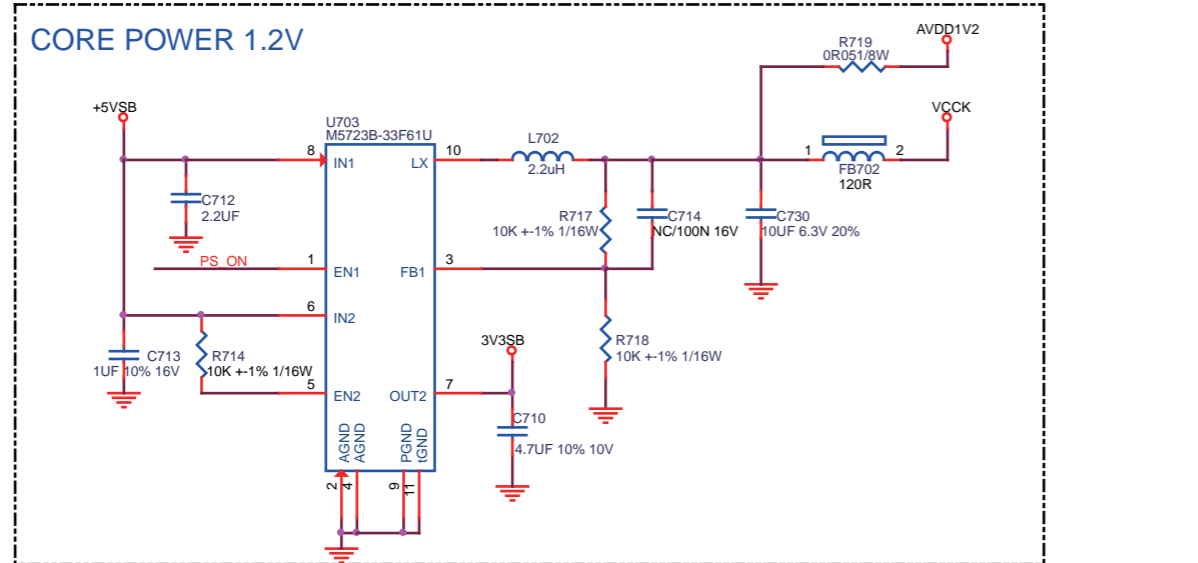 CORE POWER 1.2V
AVDD1V2
R719
0R051/8W
+5VSB
VCCK
U703
M5723B-33F61U
L702
8
IN1
LX
10
2.2uH
1
2
FB702
120R
C712
2.2UF
R717
10K +-1% 1/16W
C714
NC/100N 16V
C730
10UF 6.3V 20%
PS_ON
1
EN1
FB1
3
6
IN2
R718
10K +-1% 1/16W
3V3SB
C713
1UF 10% 16V
R714
10K +-1% 1/16W
5
EN2
OUT2
7
C710
4.7UF 10% 10V
AGND
AGND
PGND
tGND
2
4
9
11